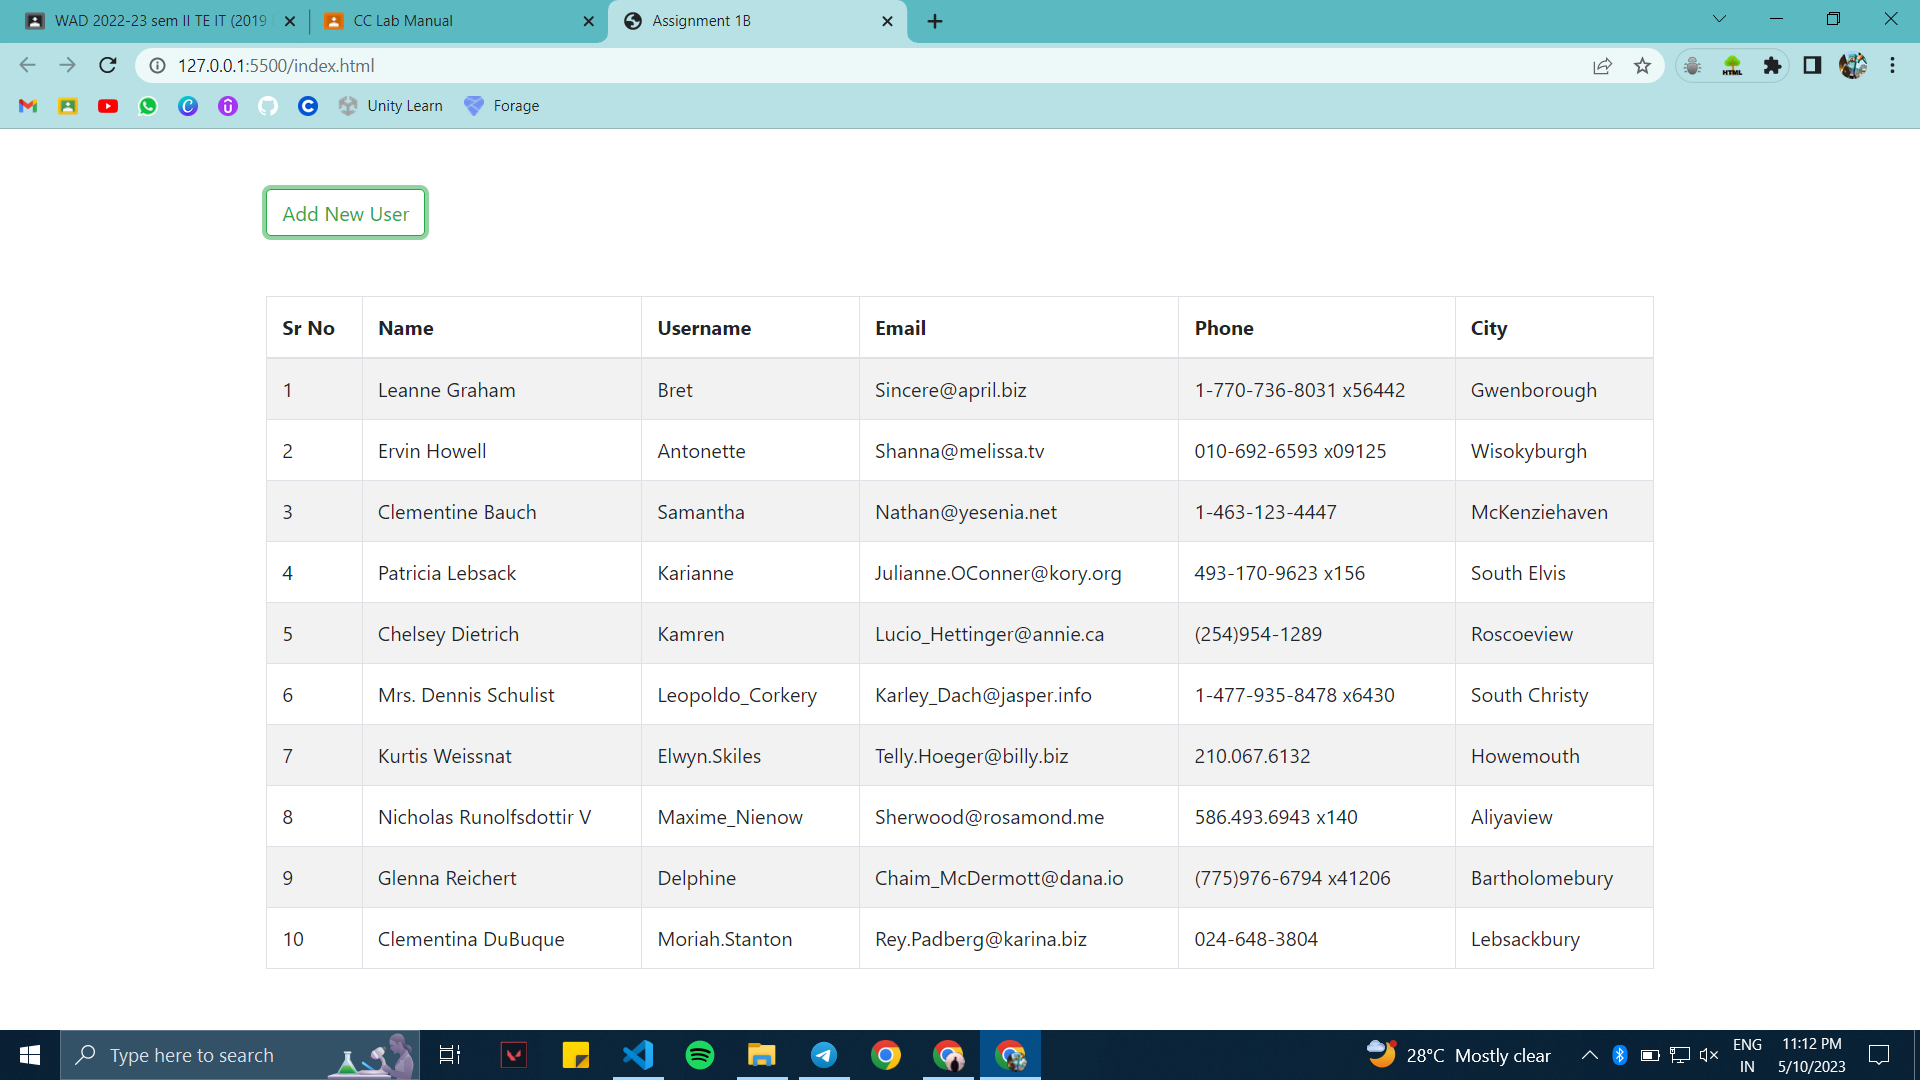 WAD 2022-23 sem II TE IT (2019 CC Lab Manual Assignment 1B
127.0.0.1:5500/index.html
Unity Learn Forage
Add New User
Sr No Name Username Email Phone City
1 Leanne Graham Bret Sincere@april.biz 1-770-736-8031 x56442 Gwenborough
2 Ervin Howell Antonette Shanna@melissa.tv 010-692-6593 x09125 Wisokyburgh
3 Clementine Bauch Samantha Nathan@yesenia.net 1-463-123-4447 McKenziehaven
4 Patricia Lebsack Karianne Julianne.OConner@kory.org 493-170-9623 x156 South Elvis
5 Chelsey Dietrich Kamren Lucio_Hettinger@annie.ca (254)954-1289 Roscoeview
6 Mrs. Dennis Schulist Leopoldo_Corkery Karley_Dach@jasper.info 1-477-935-8478 x6430 South Christy
7 Kurtis Weissnat Elwyn.Skiles Telly.Hoeger@billy.biz 210.067.6132 Howemouth
8 Nicholas Runolfsdottir V Maxime_Nienow Sherwood@rosamond.me 586.493.6943 x140 Aliyaview
9 Glenna Reichert Delphine Chaim_McDermott@dana.io (775)976-6794 x41206 Bartholomebury
10 Clementina DuBuque Moriah.Stanton Rey.Padberg@karina.biz 024-648-3804 Lebsackbury
Type here to search 28°C Mostly clear ENG 11:12 PM
IN 5/10/2023